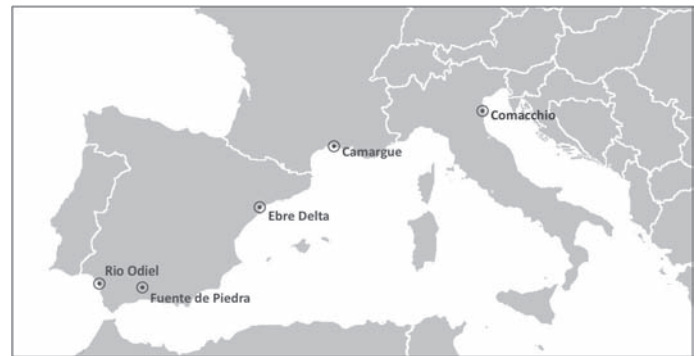 Comacchio
Camargue
Ebre Delta
Rio Odiel
Fuente de Piedra